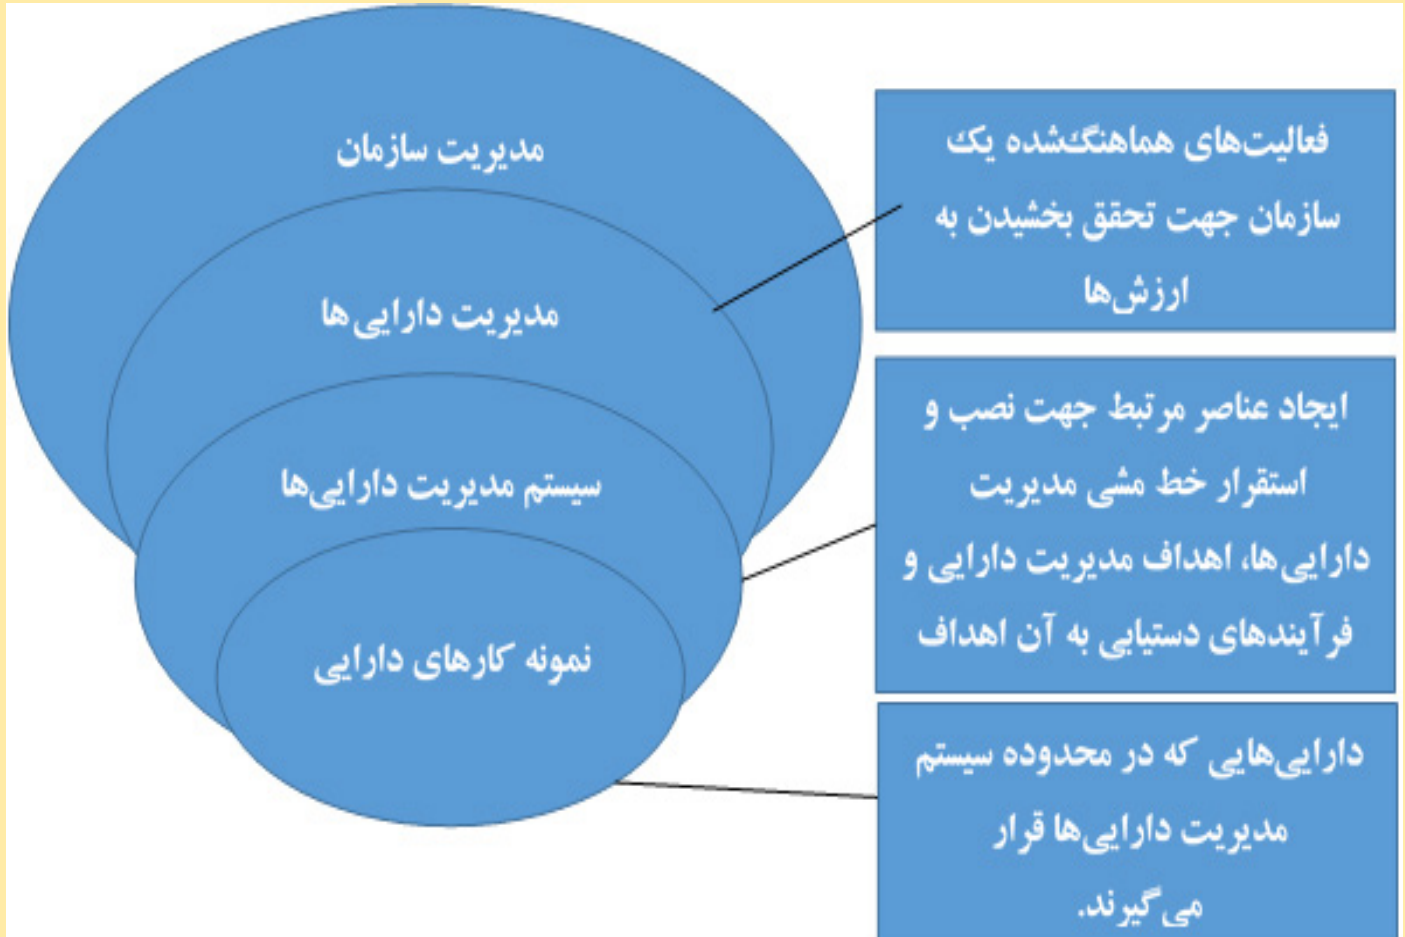 مدیریت سازمان
مدیریت دارایی‌ها
سیستم مدیریت دارایی‌ها
نمونه کارهای دارایی
فعالیت‌های هماهنگ‌شده یک
سازمان جهت تحقق بخشیدن به
ارزش‌ها
ایجاد عناصر مرتبط جهت نصب و
استقرار خط مشی مدیریت
دارایی‌ها، اهداف مدیریت دارایی و
فرآیندهای دستیابی به آن اهداف
دارایی‌هایی که در محدوده سیستم
مدیریت دارایی‌ها قرار
می‌گیرند.